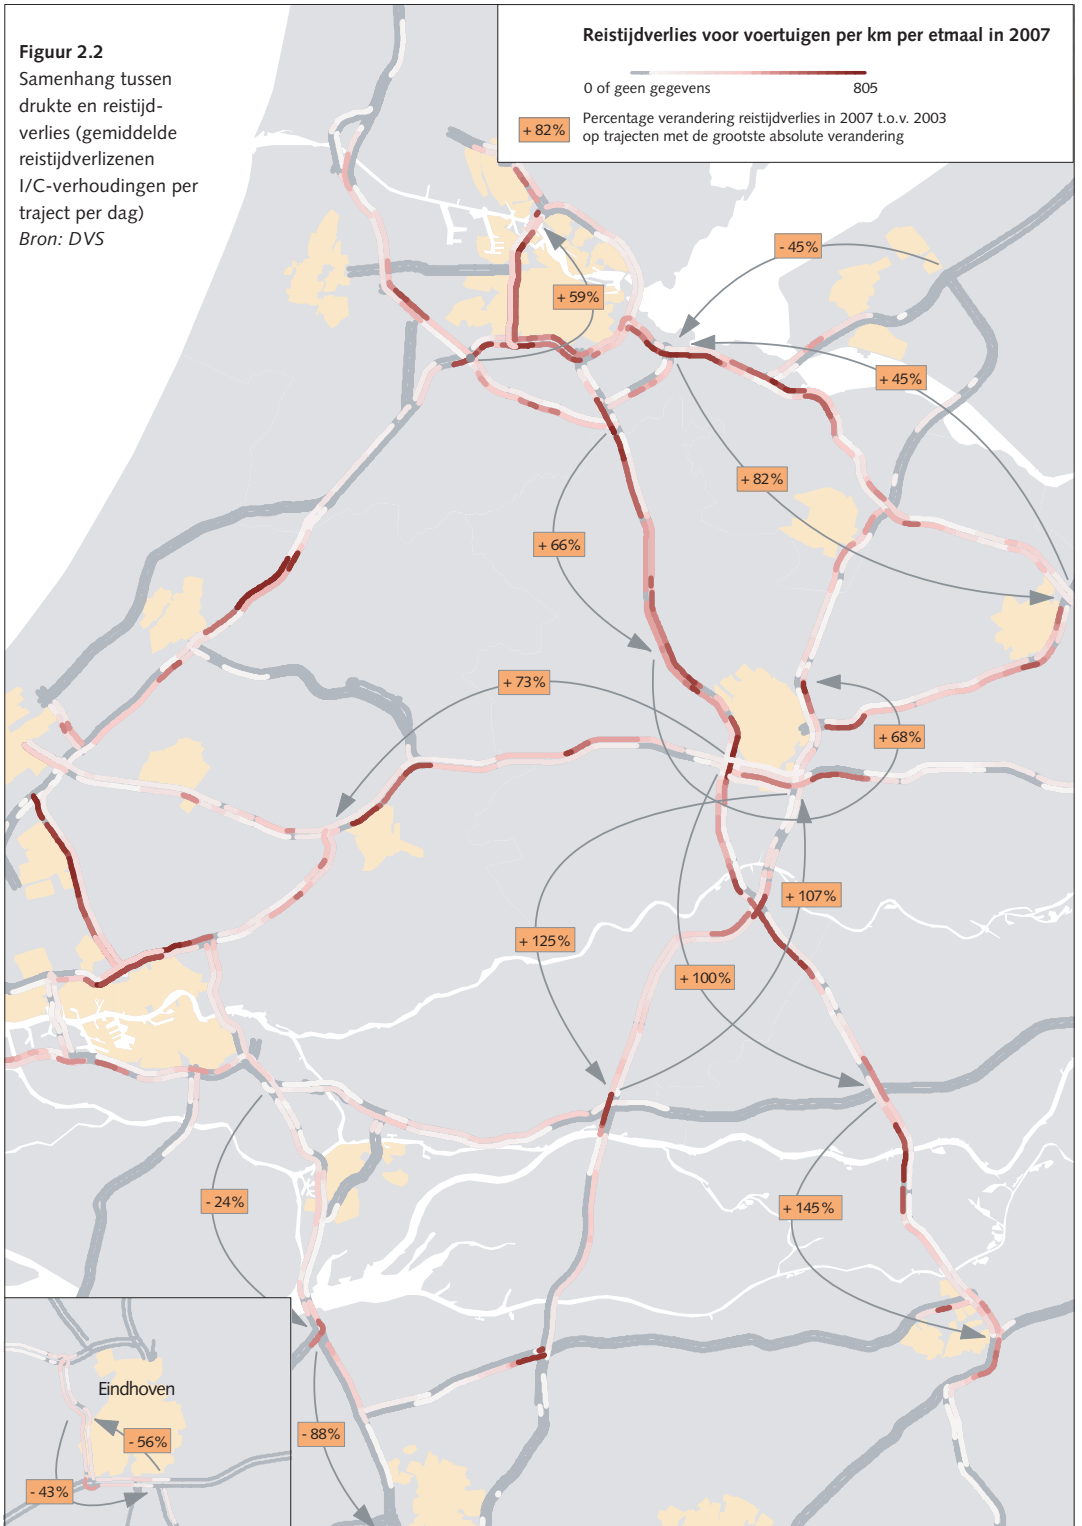 Figuur 2.2
Samenhang tussen
drukte en reistijd-
verlies (gemiddelde
reistijdverlizenen
I/C-verhoudingen per
traject per dag)
Bron: DVS
Reistijdverlies voor voertuigen per km per etmaal in 2007
0 of geen gegevens 805
+ 82% Percentage verandering reistijdverlies in 2007 t.o.v. 2003
op trajecten met de grootste absolute verandering
- 45%
+ 59%
+ 45%
+ 82%
+ 66%
+ 73%
+ 68%
+ 107%
+ 125%
+ 100%
- 24%
+ 145%
Eindhoven
- 88%
- 56%
- 43%